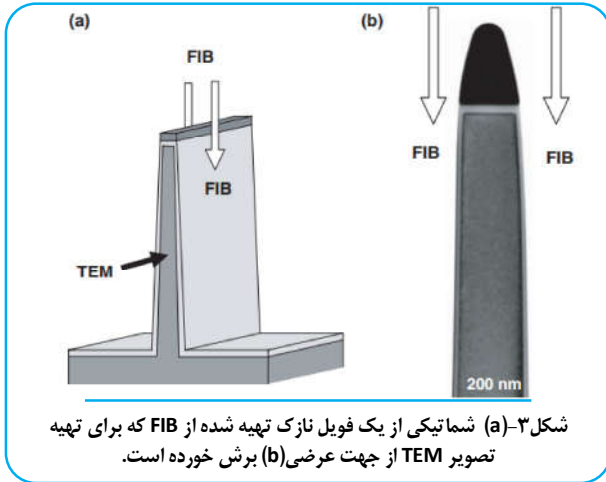 (a)
(b)
FIB
FIB
FIB
FIB
TEM
200 nm
شکل۳-(a) شماتیکی از یک فویل نازک تهیه شده از FIB که برای تهیه
تصویر TEM از جهت عرضی(b) برش خورده است.